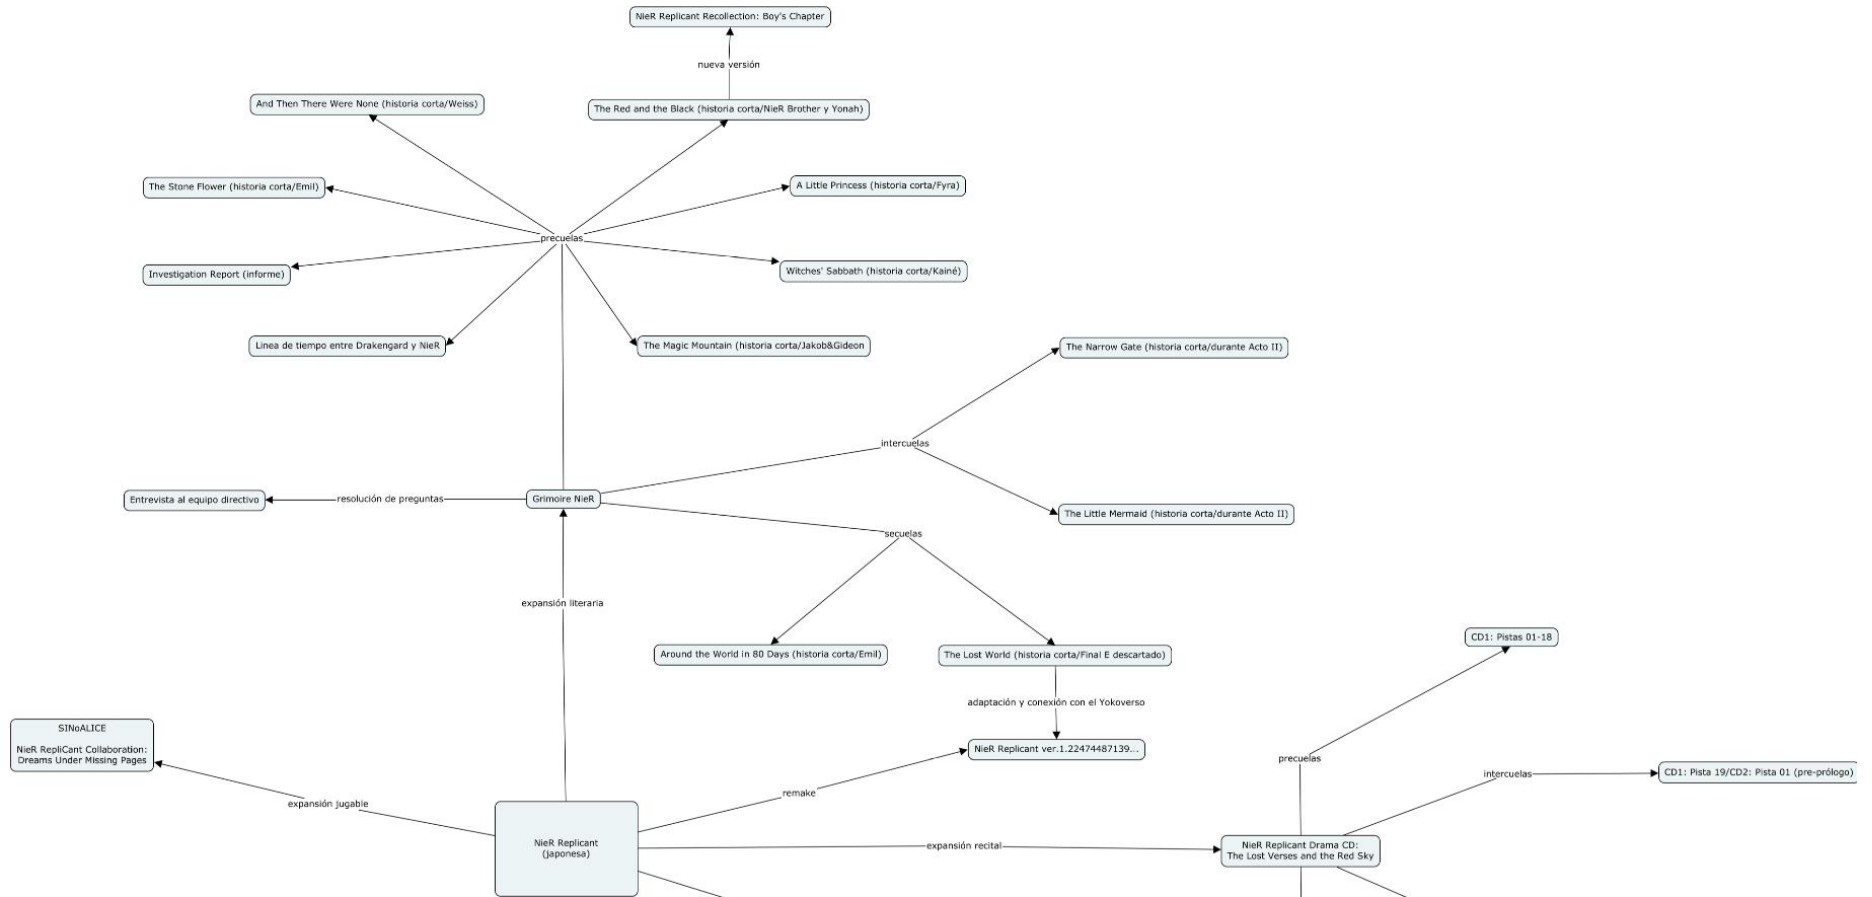 NieR Replicant Recollection: Boy's Chapter
nueva versión
And Then There Were None (historia corta/Weiss)
The Red and the Black (historia corta/NieR Brother y Yonah)
The Stone Flower (historia corta/Emil)
A Little Princess (historia corta/Fyra)
precuelas
Investigation Report (informe)
Witches' Sabbath (historia corta/Kainé)
Linea de tiempo entre Drakengard y NieR
The Magic Mountain (historia corta/Jakob&Gideon
The Narrow Gate (historia corta/durante Acto II)
intercuelas
Entrevista al equipo directivo
resolución de preguntas
Grimoire NieR
The Little Mermaid (historia corta/durante Acto II)
secuelas
expansión literaria
Around the World in 80 Days (historia corta/Emil)
The Lost World (historia corta/Final E descartado)
CD1: Pistas 01-18
adaptación y conexión con el Yokoverso
SINoALICE
NieR RepliCant Collaboration:
Dreams Under Missing Pages
NieR Replicant ver.1.22474487139...
precuelas
intercuelas
CD1: Pista 19/CD2: Pista 01 (pre-prólogo)
expansión jugable
remake
NieR Replicant
(japonesa)
expansión recital
NieR Replicant Drama CD:
The Lost Verses and the Red Sky